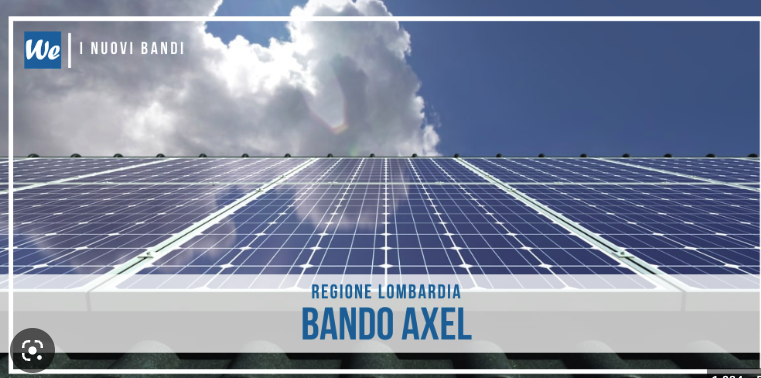 We
I NUOVI BANDI
REGIONE LOMBARDIA
BANDO AXEL